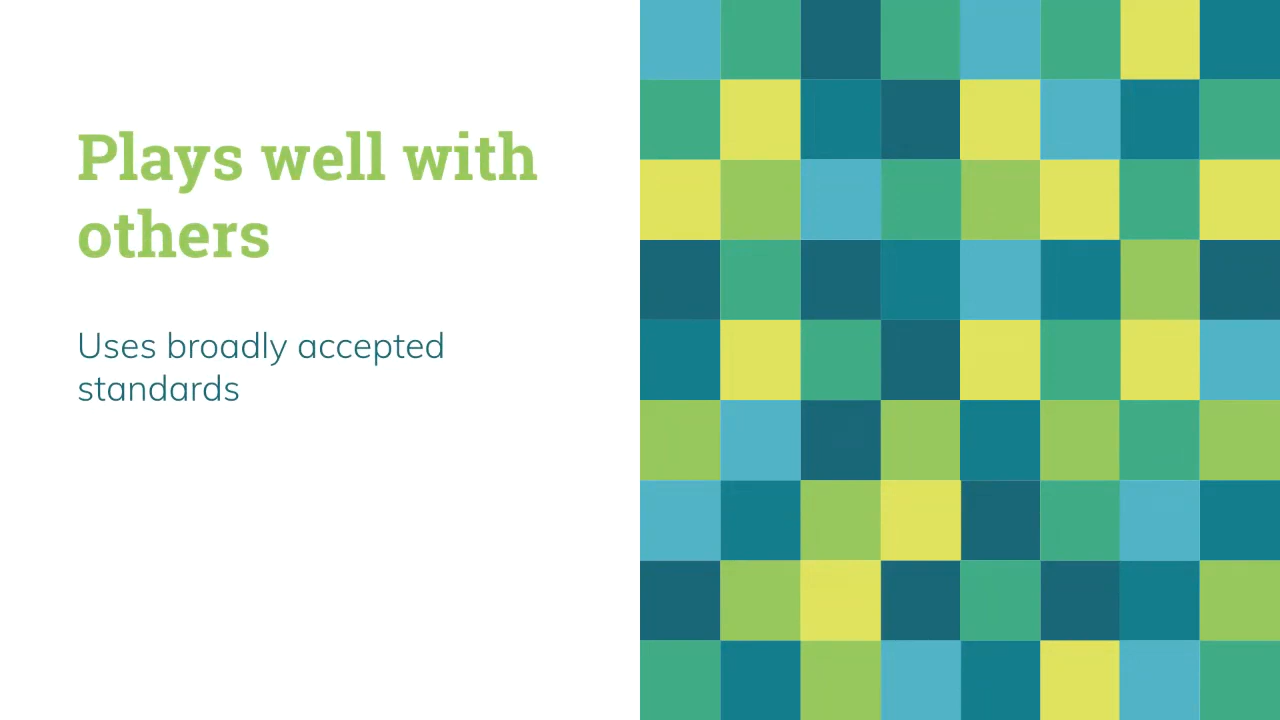 Plays well with
others
Uses broadly accepted
standards